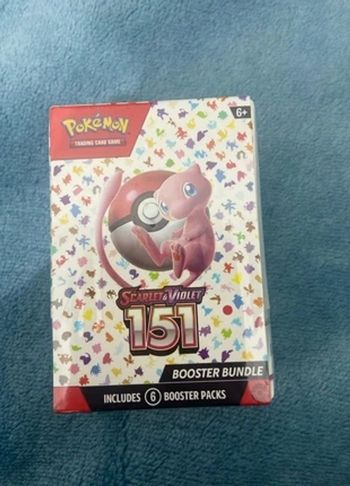 Pokémon
TRADING CARD GAME
6+
SCARLET & VIOLET
151
BOOSTER BUNDLE
INCLUDES 6 BOOSTER PACKS